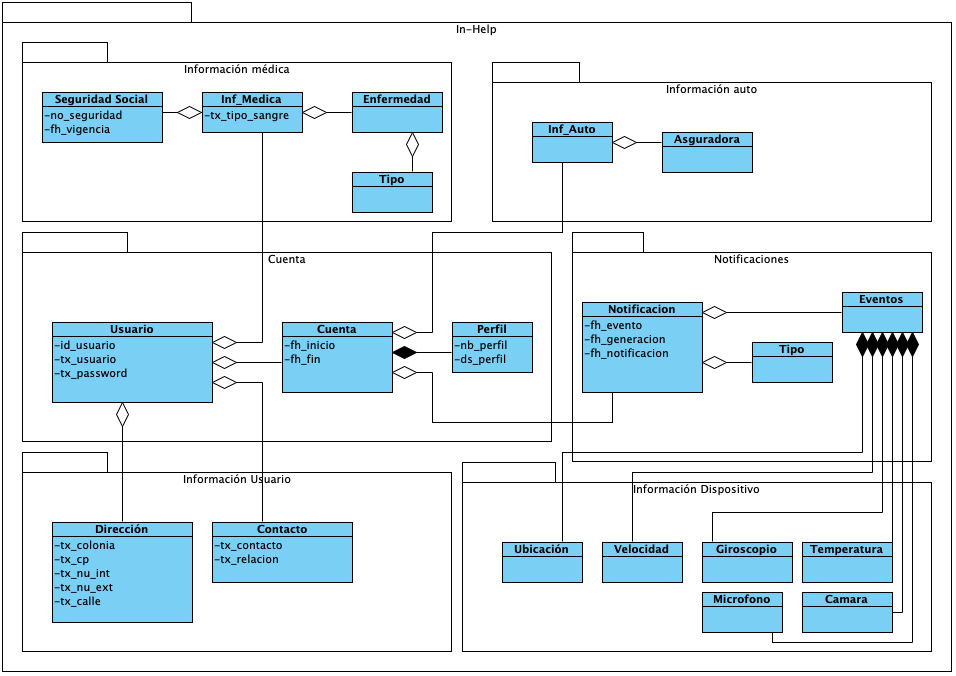 In-Help
Información médica
Seguridad Social
-no_seguridad
-fh_vigencia
Inf_Medica
-tx_tipo_sangre
Enfermedad
Tipo
Información auto
Inf_Auto
Asguradora
Cuenta
Usuario
-id_usuario
-tx_usuario
-tx_password
Cuenta
-fh_inicio
-fh_fin
Perfil
-nb_perfil
-ds_perfil
Notificaciones
Notificacion
-fh_evento
-fh_generacion
-fh_notificacion
Eventos
Tipo
Información Usuario
Dirección
-tx_colonia
-tx_cp
-tx_nu_int
-tx_nu_ext
-tx_calle
Contacto
-tx_contacto
-tx_relacion
Información Dispositivo
Ubicación
Velocidad
Giroscopio
Temperatura
Microfono
Camara